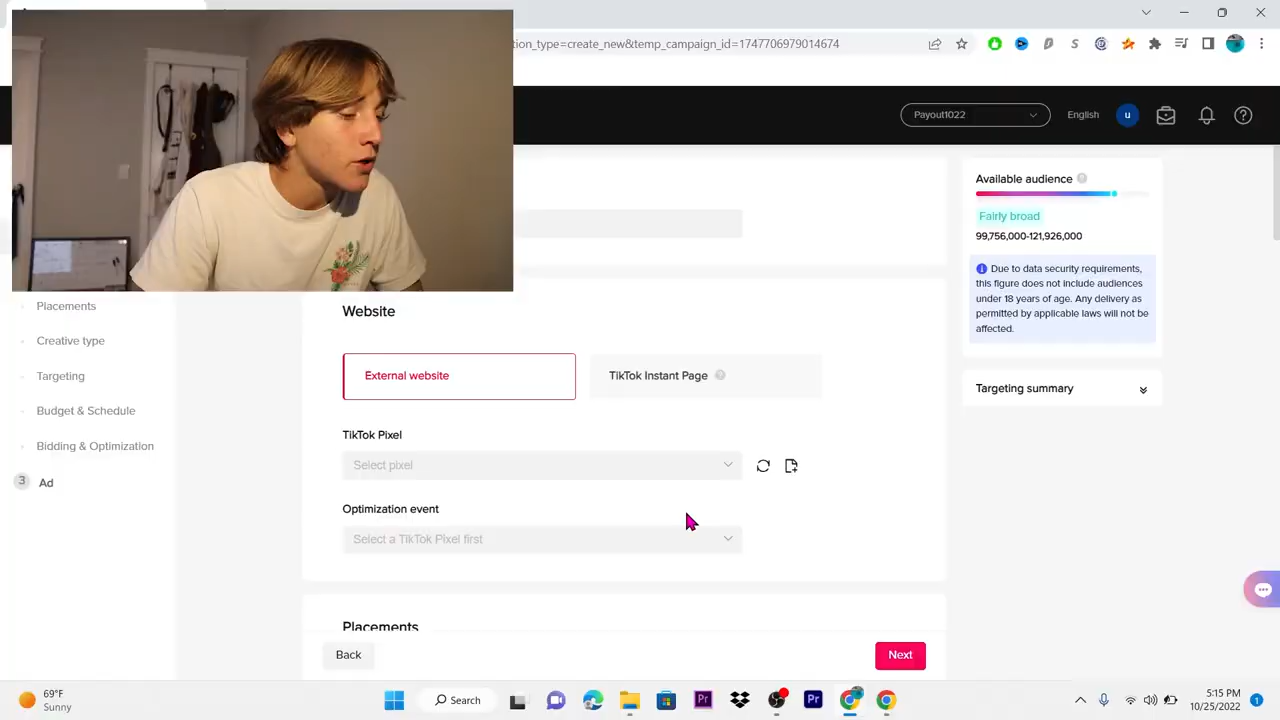 tion_type=create_new&temp_campaign_id=1747706979014674
Payout1022
English
u
Available audience
Fairly broad
99,756,000-121,926,000
Due to data security requirements,
this figure does not include audiences
under 18 years of age. Any delivery as
permitted by applicable laws will not be
affected.
Targeting summary
Placements
Creative type
Targeting
Budget & Schedule
Bidding & Optimization
3 Ad
Website
External website
TikTok Instant Page
TikTok Pixel
Select pixel
Optimization event
Select a TikTok Pixel first
Placements
Back
Next
69°F
Sunny
Search
Pr
Pr
5:15 PM
10/25/2022
1